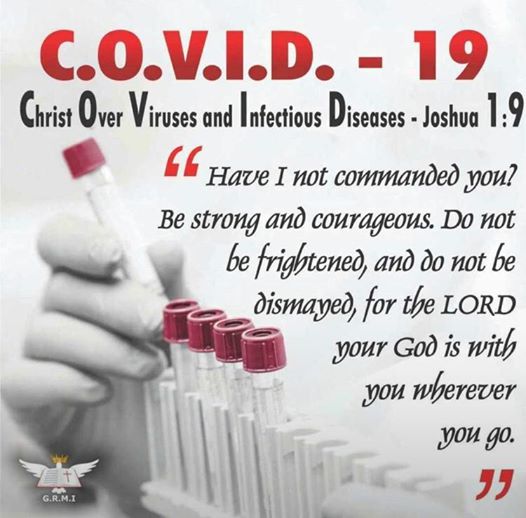 C.O.V.I.D. - 19
Christ Over Viruses and Infectious Diseases - Joshua 1:9
“ Have I not commanded you?
Be strong and courageous. Do not
be frightened, and do not be
dismayed, for the LORD
your God is with
you wherever
you go.
”
G.R.M.I